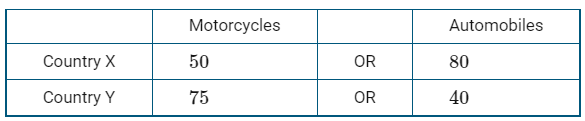 Motorcycles Automobiles
Country X 50 OR 80
Country Y 75 OR 40